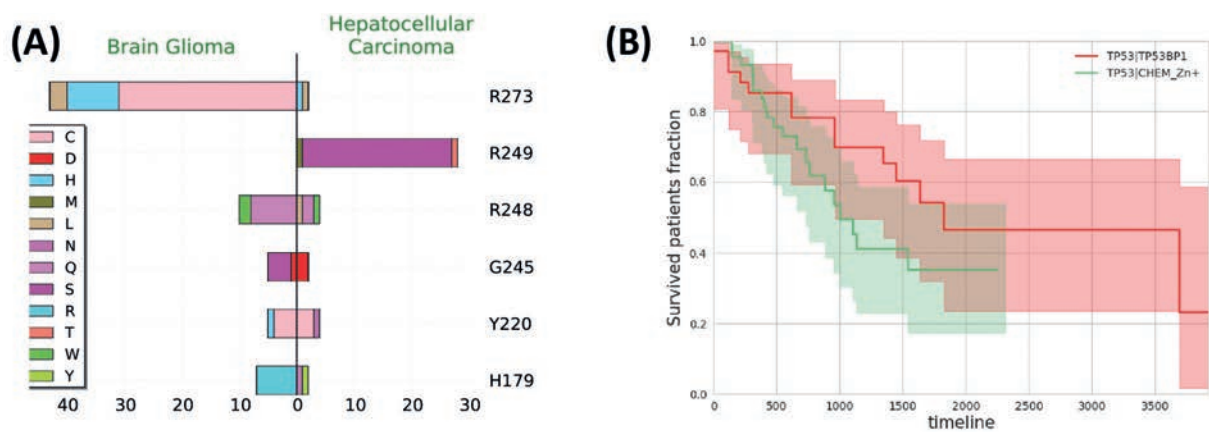 (A)
Brain Glioma
Hepatocellular
Carcinoma
R273
R249
R248
G245
Y220
H179
C
D
H
M
L
N
Q
S
R
T
W
Y
40 30 20 10 0 10 20 30
(B)
TP53|TP53BP1
TP53|CHEM_Zn+
Survived patients fraction
1.0
0.8
0.6
0.4
0.2
0.0
0 500 1000 1500 2000 2500 3000 3500
timeline